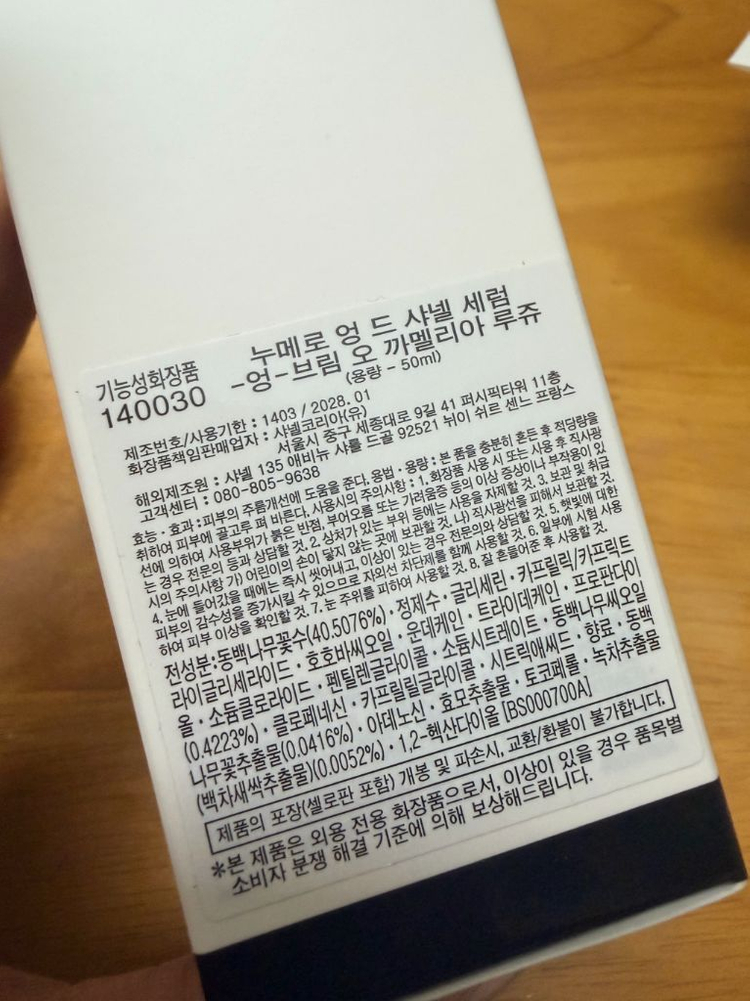 기능성화장품
140030
누메로 엉 드 샤넬 세럼
-엉-브림 오 까멜리아 루쥬
(용량 - 50ml)
제조번호/사용기한 : 1403 / 2028. 01
화장품책임판매업자 : 샤넬코리아(유)
서울시 중구 세종대로 9길 41 퍼시픽타워 11층
해외제조원 : 샤넬 135 애비뉴 샤를 드골 92521 뉘이 쉬르 센느 프랑스
고객센터 : 080-805-9638
효능 · 효과 : 피부의 주름개선에 도움을 준다. 용법 · 용량 : 본 품을 충분히 흔든 후 적당량을
취하여 피부에 골고루 펴 바른다. 사용시의 주의사항 : 1. 화장품 사용 시 또는 사용 후 직사광
선에 의하여 사용부위가 붉은 반점, 부어오름 또는 가려움증 등의 이상 증상이나 부작용이 있
는 경우 전문의 등과 상담할 것. 2. 상처가 있는 부위 등에는 사용을 자제할 것. 3. 보관 및 취급
시의 주의사항 가) 어린이의 손이 닿지 않는 곳에 보관할 것. 나) 직사광선을 피해서 보관할 것.
4. 눈에 들어갔을 때에는 즉시 씻어내고, 이상이 있는 경우 전문의와 상담할 것. 5. 햇빛에 대한
피부의 감수성을 증가시킬 수 있으므로 자외선 차단제를 함께 사용할 것. 6. 일부에 시험 사용
하여 피부 이상을 확인할 것. 7. 눈 주위를 피하여 사용할 것. 8. 잘 흔들어준 후 사용할 것.
전성분:동백나무꽃수(40.5076%) · 정제수 · 글리세린 · 카프릴릭/카프릭트
라이글리세라이드 · 호호바씨오일 · 운데케인 · 트라이데케인 · 프로판다이
올 · 소듐클로라이드 · 펜틸렌글라이콜 · 소듐시트레이트 · 동백나무씨오일
(0.4223%) · 클로페네신 · 카프릴릴글라이콜 · 시트릭애씨드 · 향료 · 동백
나무꽃추출물(0.0416%) · 아데노신 · 효모추출물 · 토코페롤 · 녹차추출물
(백차새싹추출물)(0.0052%) · 1,2-헥산다이올 [BS000700A]
제품의 포장(셀로판 포함) 개봉 및 파손시, 교환/환불이 불가합니다.
*본 제품은 외용 전용 화장품으로서, 이상이 있을 경우 품목별
소비자 분쟁 해결 기준에 의해 보상해드립니다.